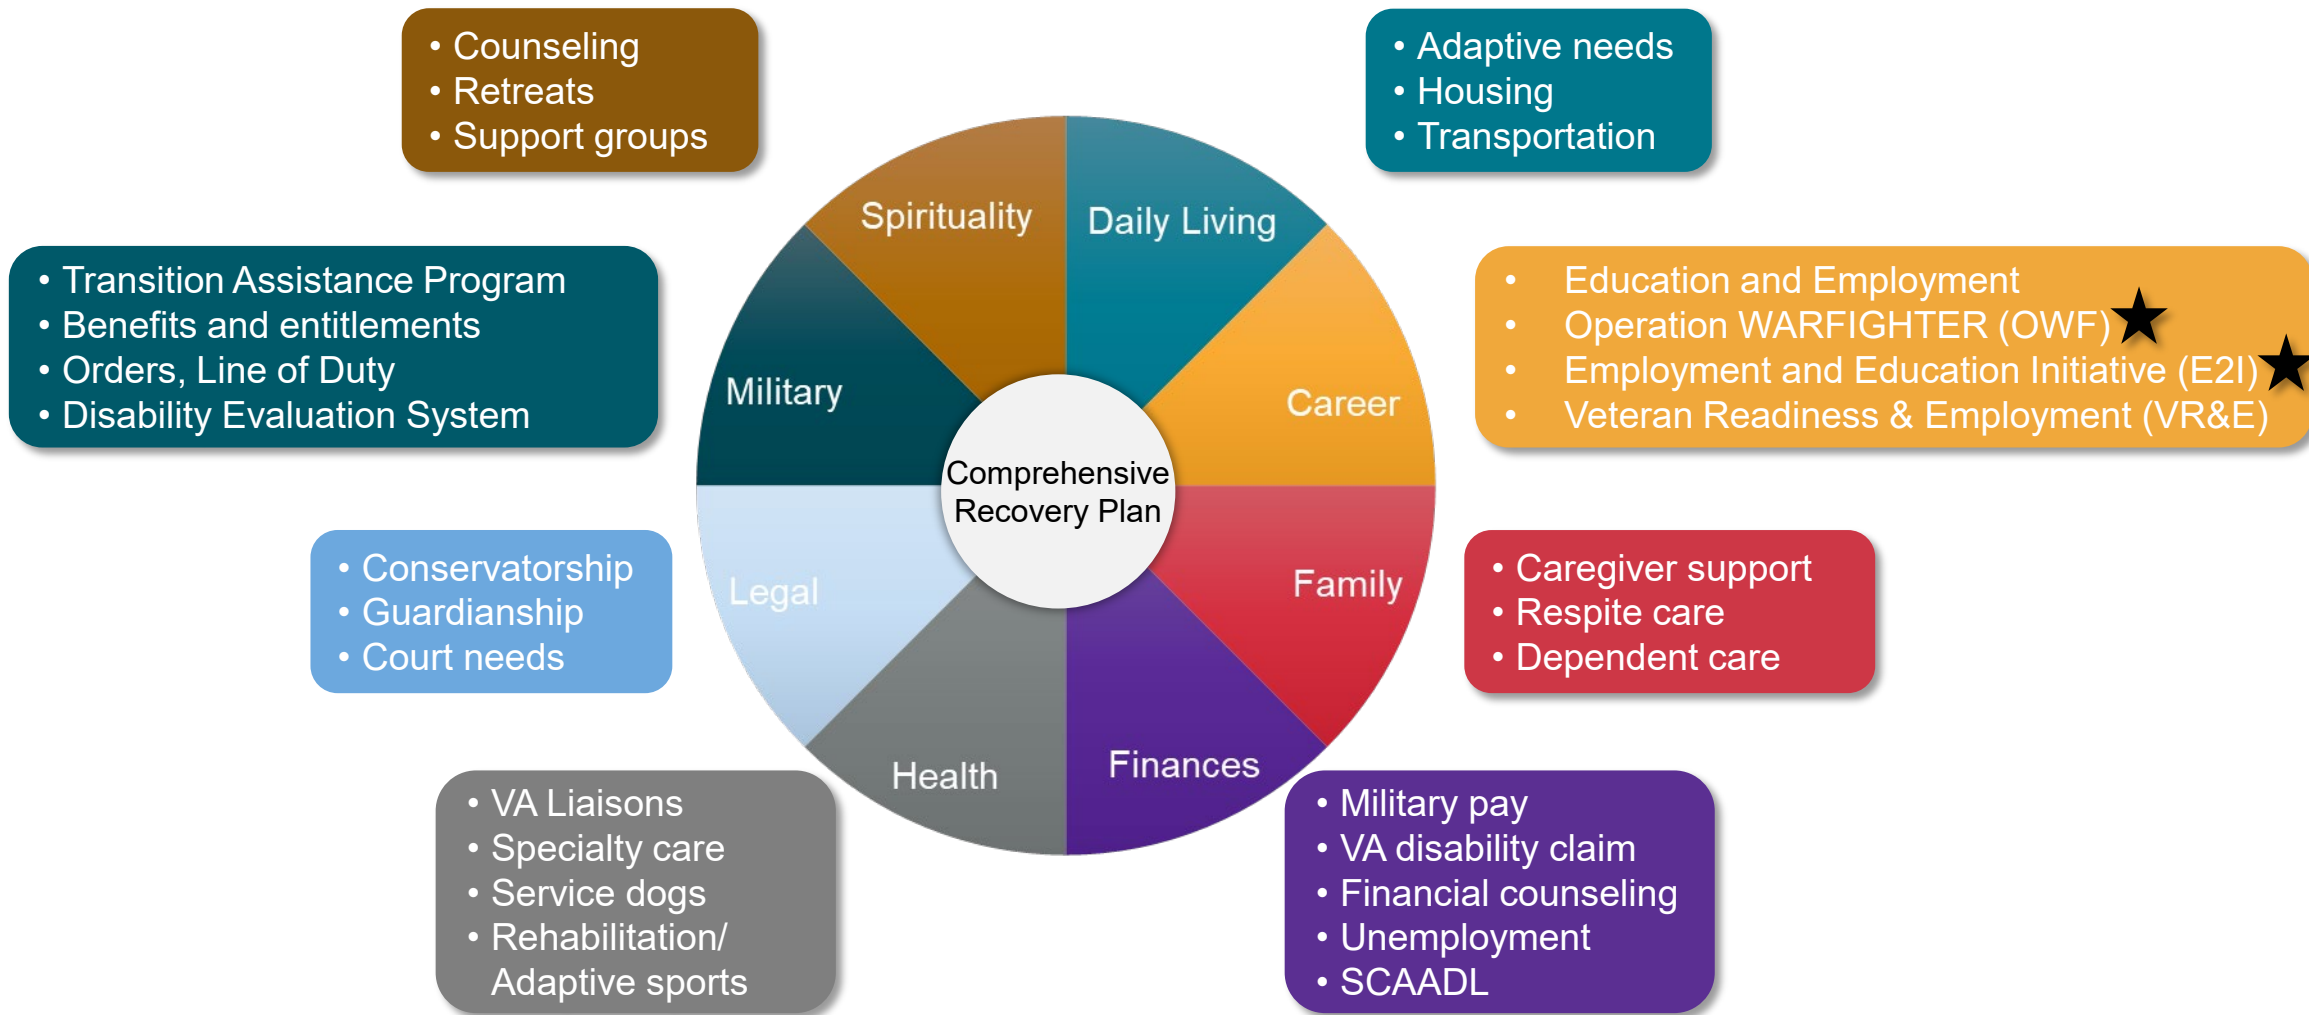 • Counseling
• Retreats
• Support groups
• Adaptive needs
• Housing
• Transportation
Spirituality
Daily Living
• Transition Assistance Program
• Benefits and entitlements
• Orders, Line of Duty
• Disability Evaluation System
Military
Career
• Education and Employment
• Operation WARFIGHTER (OWF)
• Employment and Education Initiative (E2I)
• Veteran Readiness & Employment (VR&E)
Comprehensive
Recovery Plan
• Conservatorship
• Guardianship
• Court needs
Legal
Family
• Caregiver support
• Respite care
• Dependent care
Health
Finances
• VA Liaisons
• Specialty care
• Service dogs
• Rehabilitation/
Adaptive sports
• Military pay
• VA disability claim
• Financial counseling
• Unemployment
• SCAADL